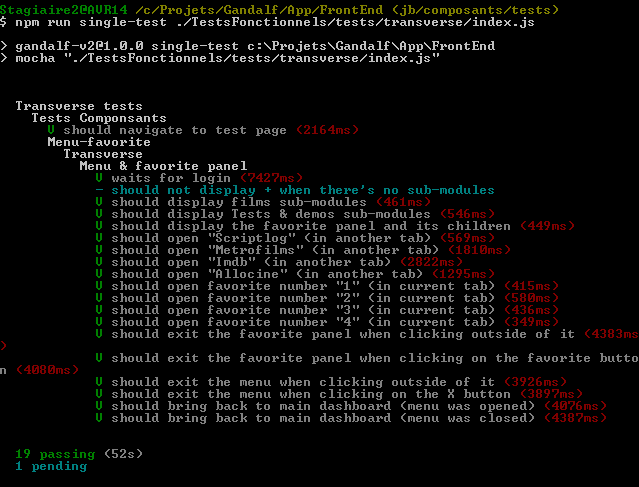 Stagiaire2@AVR14 /c/Projets/Gandalf/App/FrontEnd (jb/composants/tests)
$ npm run single-test ./TestsFonctionnels/tests/transverse/index.js
> gandalf-v2@1.0.0 single-test c:\Projets\Gandalf\App\FrontEnd
> mocha "./TestsFonctionnels/tests/transverse/index.js"
Transverse tests
Tests Componsants
V should navigate to test page (2164ms)
Menu-favorite
Transverse
Menu & favorite panel
V waits for login (7427ms)
- should not display + when there's no sub-modules
V should display films sub-modules (461ms)
V should display Tests & demos sub-modules (546ms)
V should display the favorite panel and its children (449ms)
V should open "Scriptlog" (in another tab) (569ms)
V should open "Metrofilms" (in another tab) (1810ms)
V should open "Imdb" (in another tab) (2822ms)
V should open "Allocine" (in another tab) (1295ms)
V should open favorite number "1" (in current tab) (415ms)
V should open favorite number "2" (in current tab) (580ms)
V should open favorite number "3" (in current tab) (436ms)
V should open favorite number "4" (in current tab) (349ms)
V should exit the favorite panel when clicking outside of it (4383ms
)
V should exit the favorite panel when clicking on the favorite butto
n (4080ms)
V should exit the menu when clicking outside of it (3926ms)
V should exit the menu when clicking on the X button (3897ms)
V should bring back to main dashboard (menu was opened) (4076ms)
V should bring back to main dashboard (menu was closed) (4387ms)
19 passing (52s)
1 pending